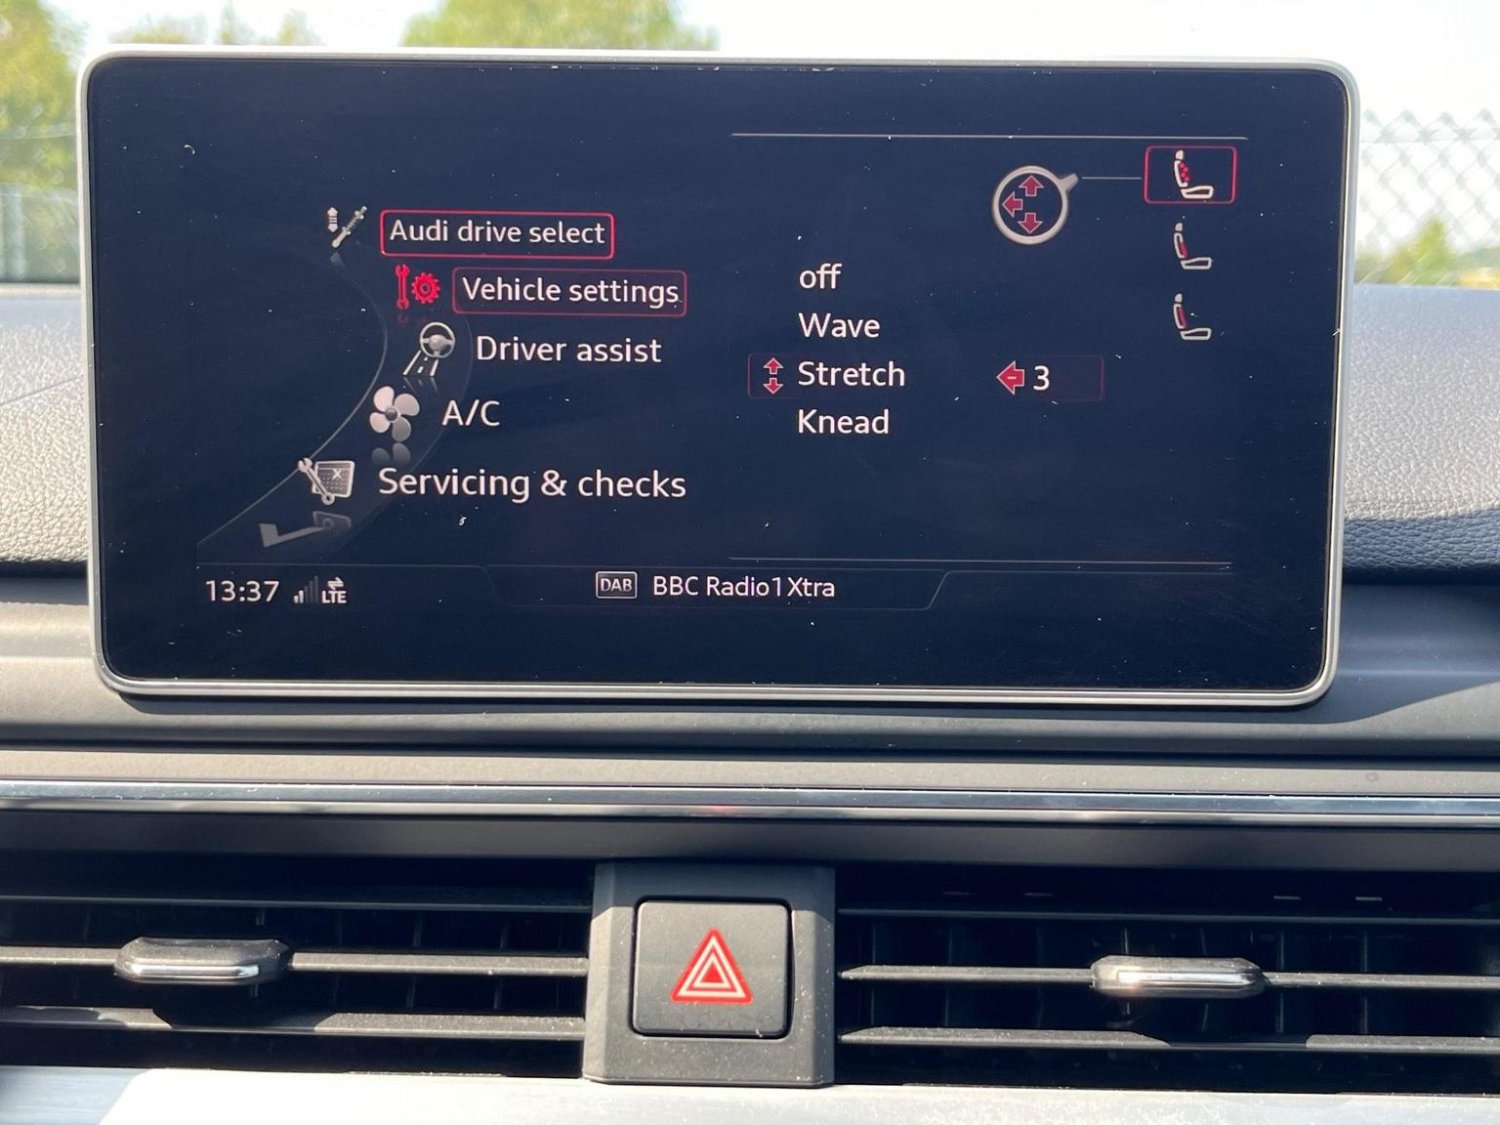 Audi drive select
Vehicle settings
Driver assist
A/C
Servicing & checks
off
Wave
Stretch 3
Knead
13:37 LTE DAB BBC Radio1Xtra